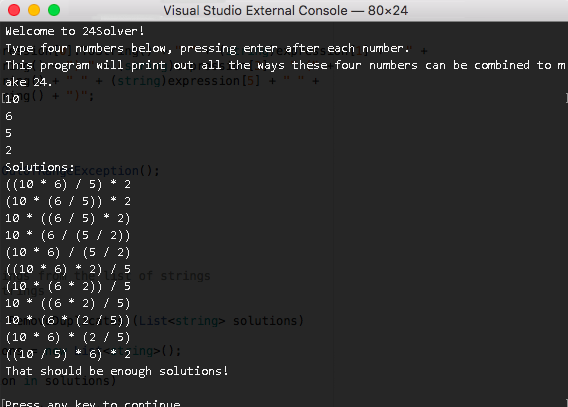 Visual Studio External Console — 80×24
Welcome to 24Solver!
Type four numbers below, pressing enter after each number.
This program will print out all the ways these four numbers can be combined to m
ake 24.
10
6
5
2
Solutions:
((10 * 6) / 5) * 2
(10 * (6 / 5)) * 2
10 * ((6 / 5) * 2)
10 * (6 / (5 / 2))
(10 * 6) / (5 / 2)
((10 * 6) * 2) / 5
(10 * (6 * 2)) / 5
10 * ((6 * 2) / 5)
10 * (6 * (2 / 5))
(10 * 6) * (2 / 5)
((10 / 5) * 6) * 2
That should be enough solutions!
Press any key to continue